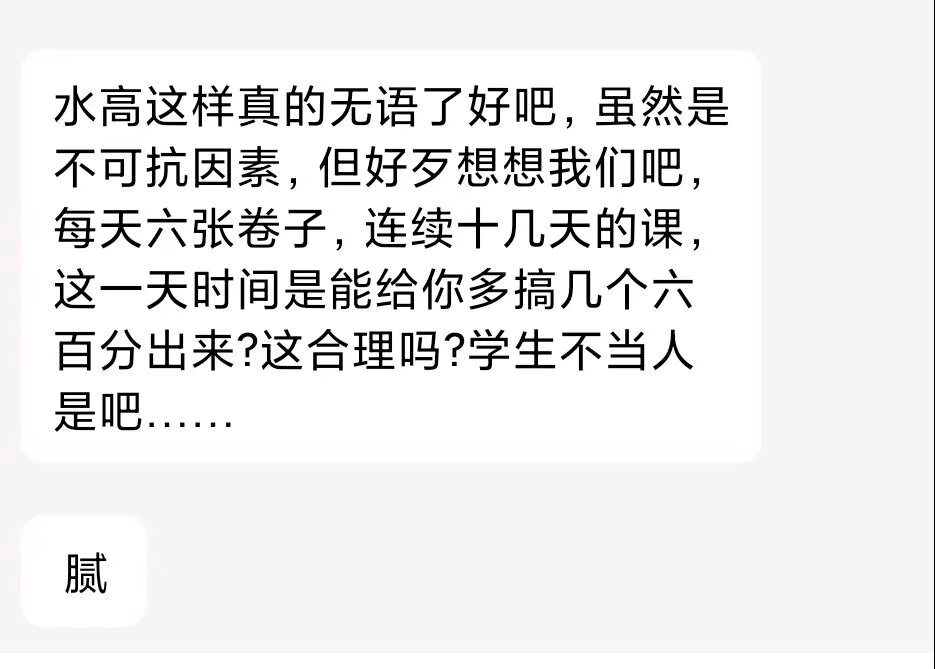 水高这样真的无语了好吧，虽然是
不可抗因素，但好歹想想我们吧，
每天六张卷子，连续十几天的课，
这一天时间是能给你多搞几个六
百分出来?这合理吗?学生不当人
是吧……
腻